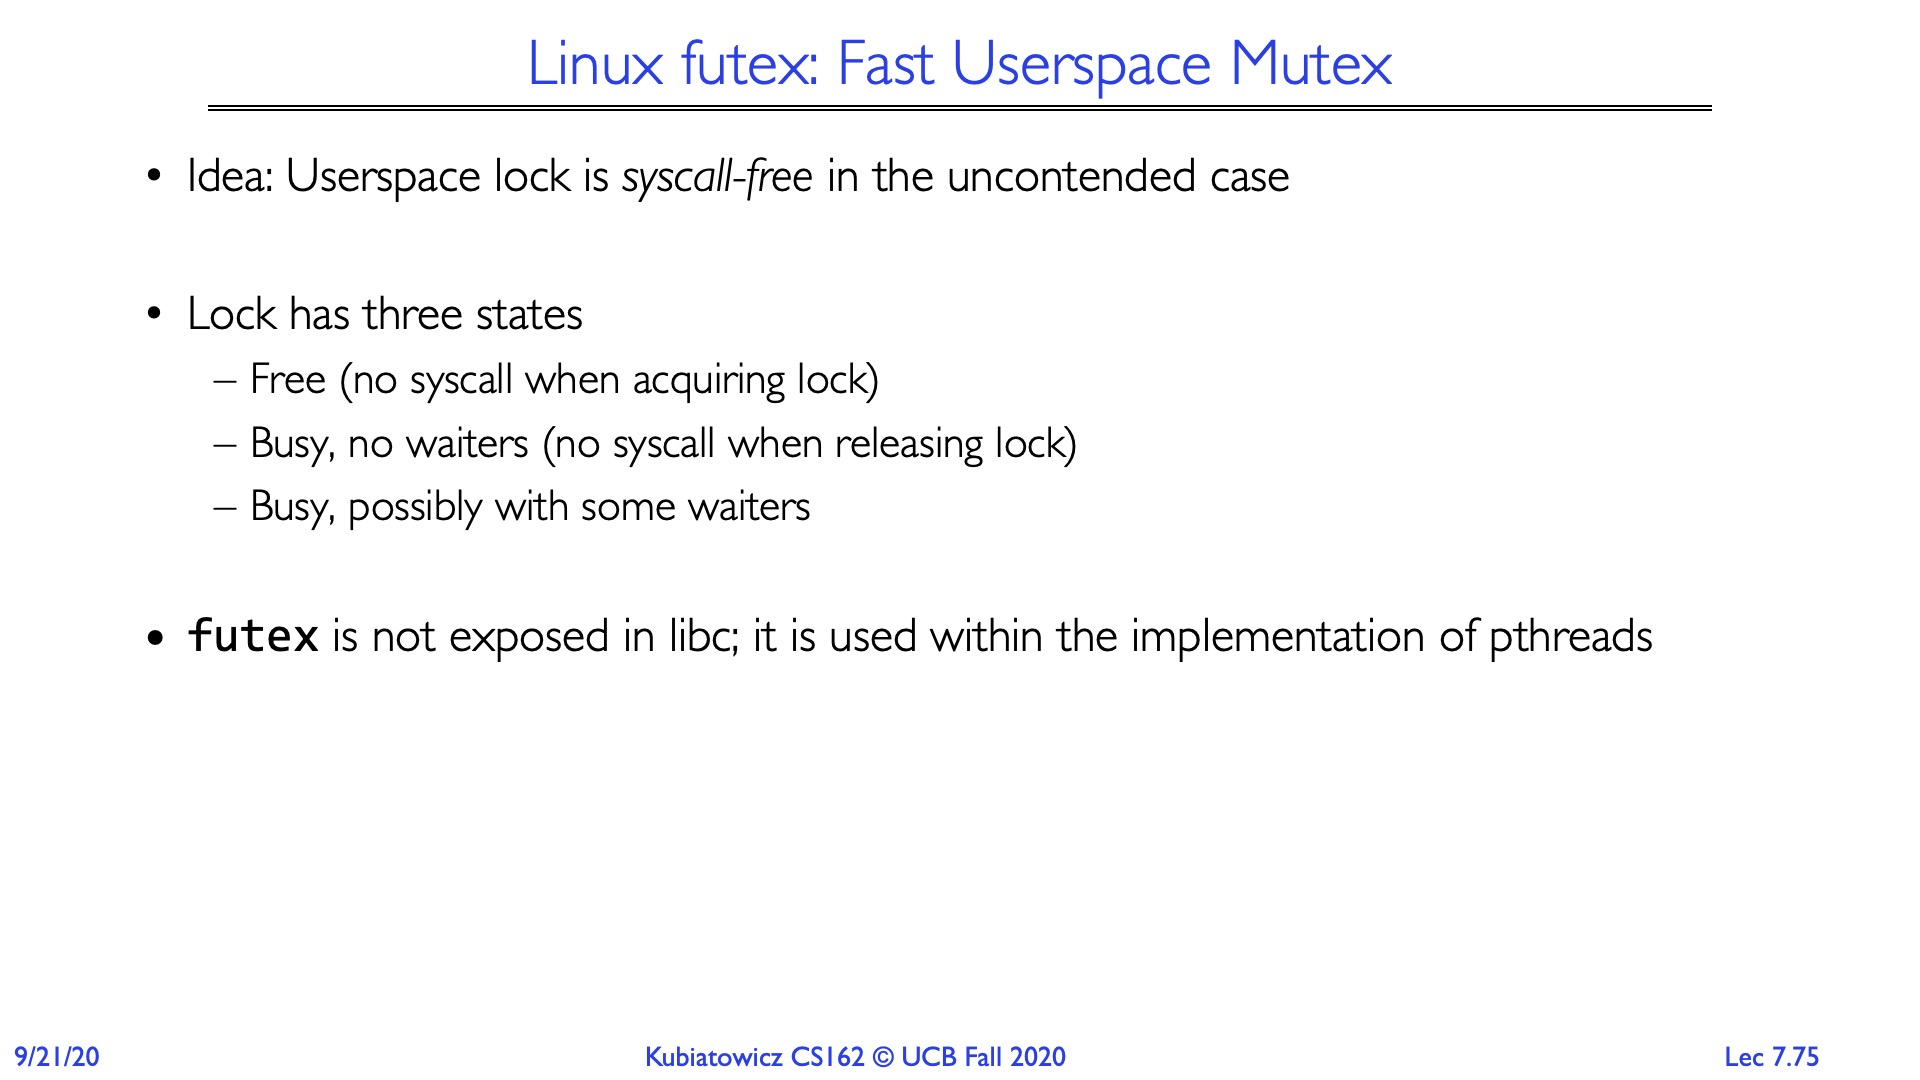 Linux futex: Fast Userspace Mutex
• Idea: Userspace lock is syscall-free in the uncontended case
• Lock has three states
– Free (no syscall when acquiring lock)
– Busy, no waiters (no syscall when releasing lock)
– Busy, possibly with some waiters
• futex is not exposed in libc; it is used within the implementation of pthreads
9/21/20
Kubiatowicz CS162 © UCB Fall 2020
Lec 7.75